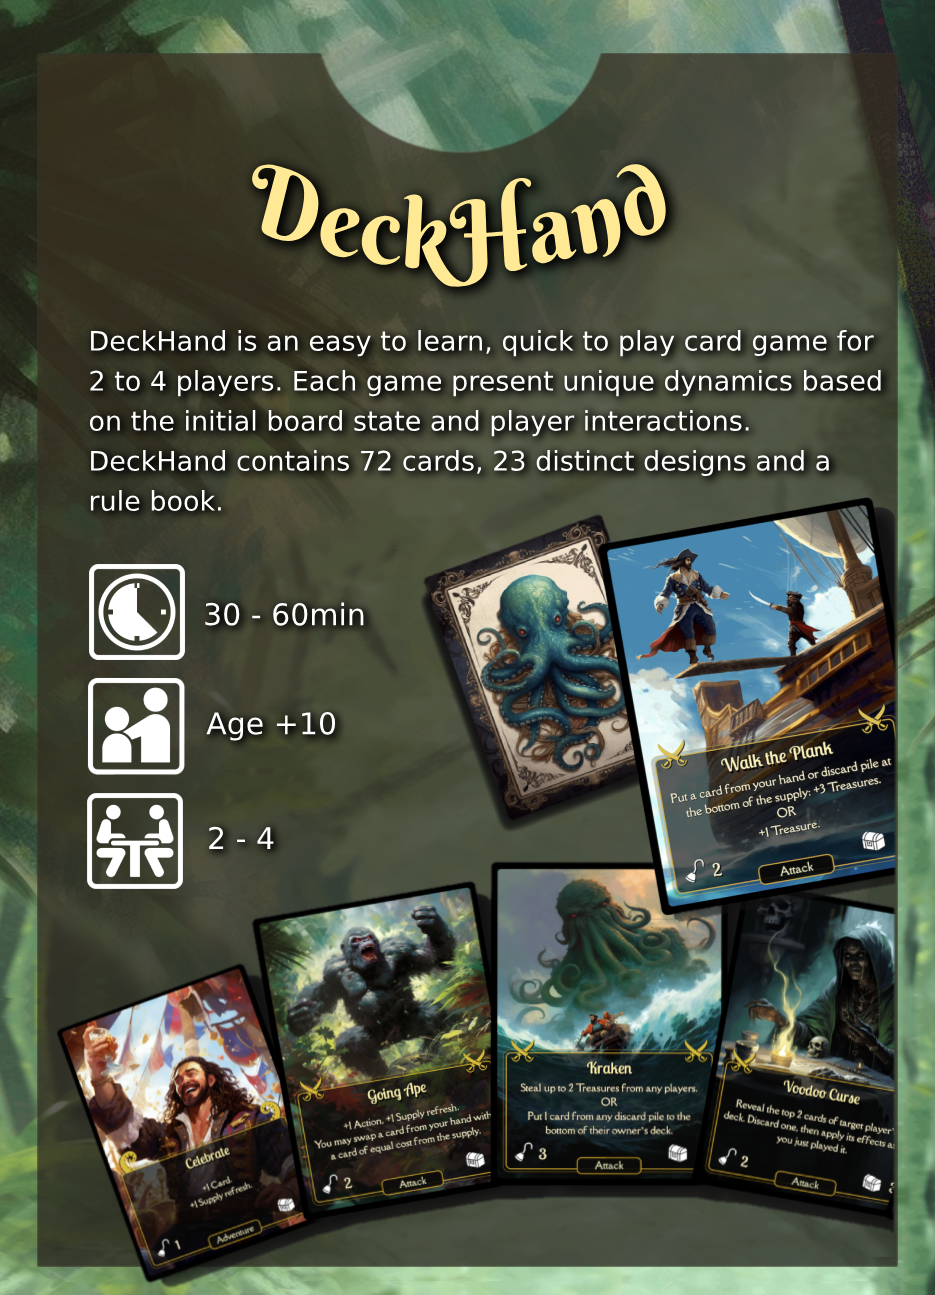 DeckHand
DeckHand is an easy to learn, quick to play card game for
2 to 4 players. Each game present unique dynamics based
on the initial board state and player interactions.
DeckHand contains 72 cards, 23 distinct designs and a
rule book.
30 - 60min
Age +10
2 - 4
Walk the Plank
Put a card from your hand or discard pile at
the bottom of the supply: +3 Treasures.
OR
+1 Treasure.
2
Attack
Celebrate
+1 Card.
+1 Supply refresh.
1
Adventure
Going Ape
+1 Action, +1 Supply refresh.
You may swap a card from your hand with
a card of equal cost from the supply.
2
Attack
Kraken
Steal up to 2 Treasures from any players.
OR
Put 1 card from any discard pile to the
bottom of their owner's deck.
3
Attack
Voodoo Curse
Reveal the top 2 cards of target player'
deck. Discard one, then apply its effects as
you just played it.
2
Attack